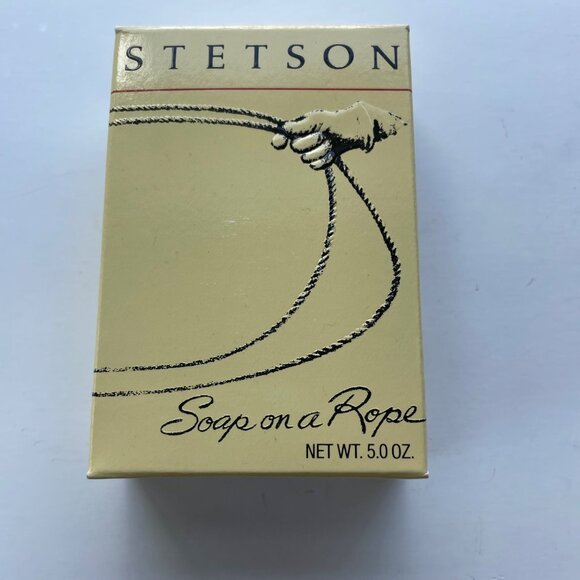 STETSON
Soap on a Rope
NET WT. 5.0 OZ.